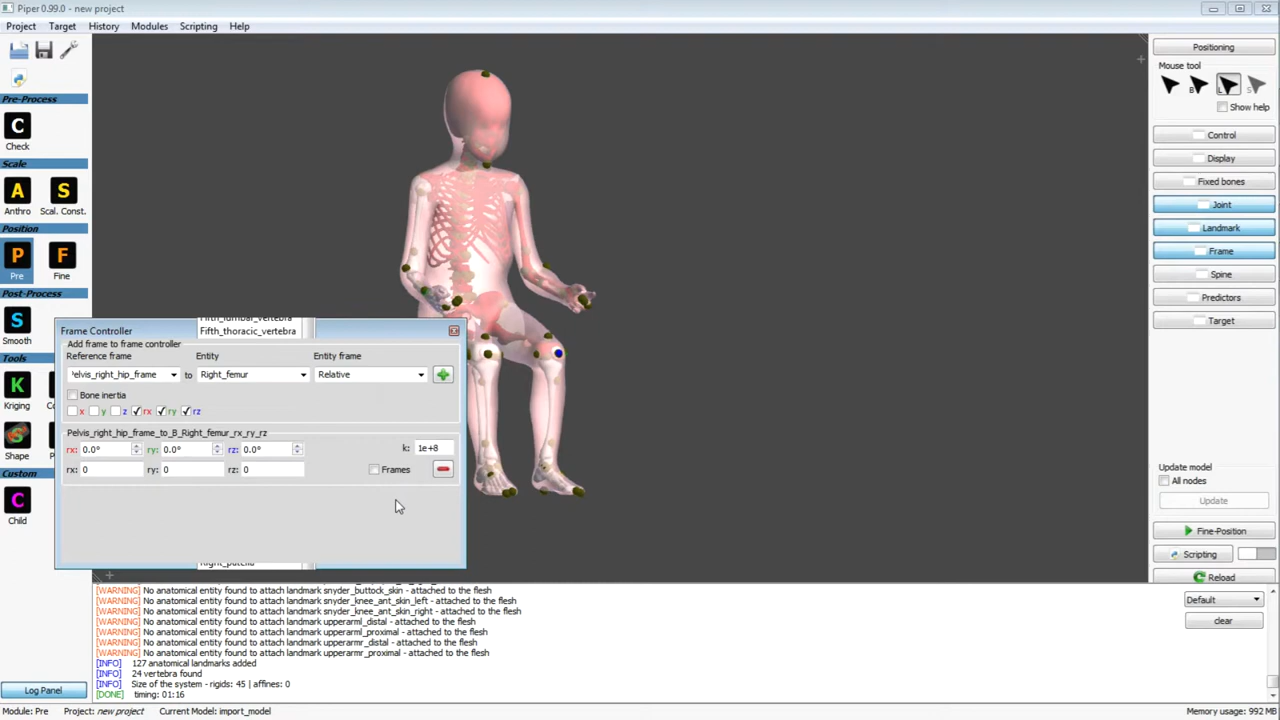 Piper 0.99.0 - new project
Project Target History Modules Scripting Help
Pre-Process
C
Check
Scale
A S
Anthro Scal. Const.
Position
P F
Pre Fine
Post-Process
S
Smooth
Tools
K
Kriging
Shape
Custom
C
Child
Log Panel
Fifth_thoracic_vertebra
Frame Controller
Add frame to frame controller
Reference frame Entity Entity frame
Pelvis_right_hip_frame to Right_femur Relative
Bone inertia
x y z rx ry rz
Pelvis_right_hip_frame_to_B_Right_femur_rx_ry_rz
rx: 0.0° ry: 0.0° rz: 0.0° k: 1e+8
rx: 0 ry: 0 rz: 0 Frames
Positioning
Mouse tool
B L S
Show help
Control
Display
Fixed bones
Joint
Landmark
Frame
Spine
Predictors
Target
Update model
All nodes
Update
Fine-Position
Scripting
Reload
Default
clear
[WARNING] No anatomical entity found to attach landmark snyder_buttock_skin - attached to the flesh
[WARNING] No anatomical entity found to attach landmark snyder_knee_ant_skin_left - attached to the flesh
[WARNING] No anatomical entity found to attach landmark snyder_knee_ant_skin_right - attached to the flesh
[WARNING] No anatomical entity found to attach landmark upperarml_distal - attached to the flesh
[WARNING] No anatomical entity found to attach landmark upperarml_proximal - attached to the flesh
[WARNING] No anatomical entity found to attach landmark upperarmr_distal - attached to the flesh
[WARNING] No anatomical entity found to attach landmark upperarmr_proximal - attached to the flesh
[INFO] 127 anatomical landmarks added
[INFO] 24 vertebra found
[INFO] Size of the system - rigids: 45 | affines: 0
[DONE] timing: 01:16
Module: Pre Project: new project Current Model: import_model Memory usage: 992 MB